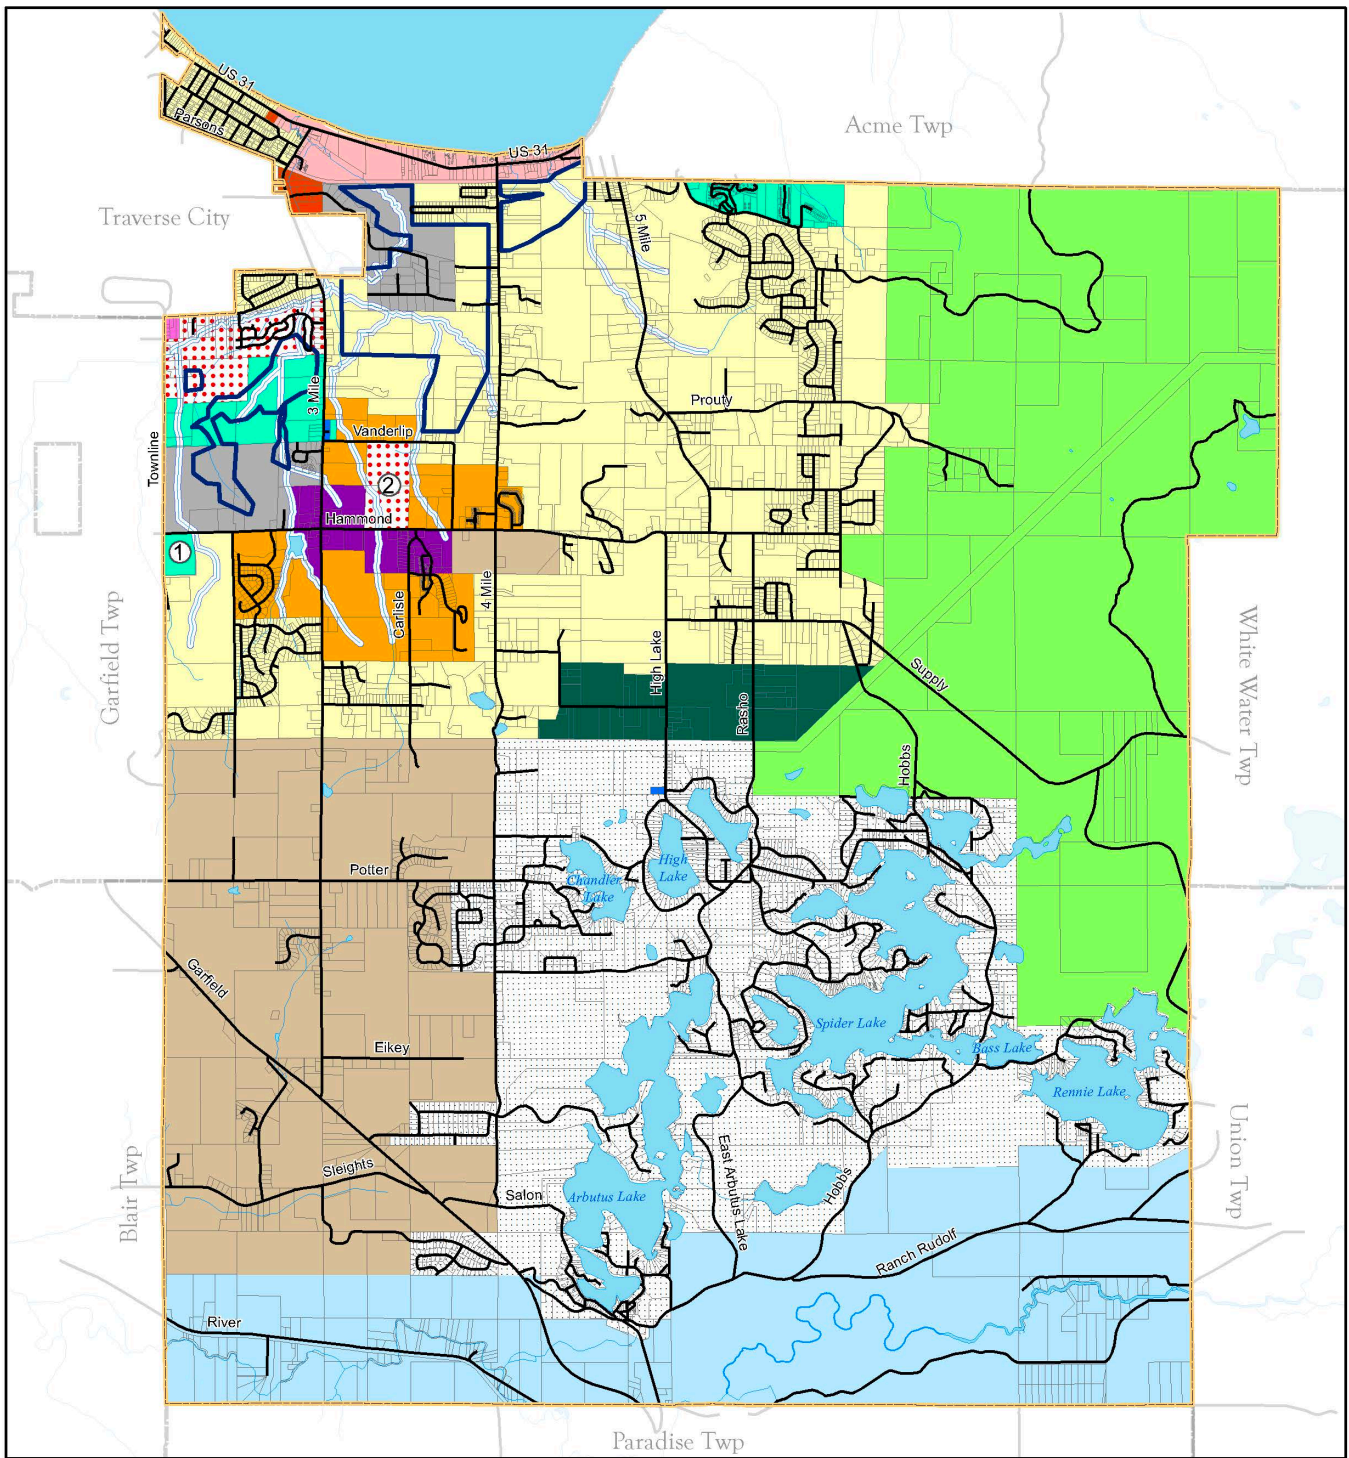 US 31
Parsons
Acme Twp
US 31
Traverse City
5 Mile
3 Mile
Prouty
Vanderlip
Townline
2
Hammond
1
4 Mile
Carlisle
Garfield Twp
White Water Twp
High Lake
Supply
Rasho
Hobbs
High
Lake
Potter
Chandler
Lake
Garfield
Spider Lake
Eikey
Bass Lake
Rennie Lake
Union Twp
Blair Twp
Sleights
East Arbutus Lake
Salon
Arbutus Lake
Hobbs
Ranch Rudolf
River
Paradise Twp